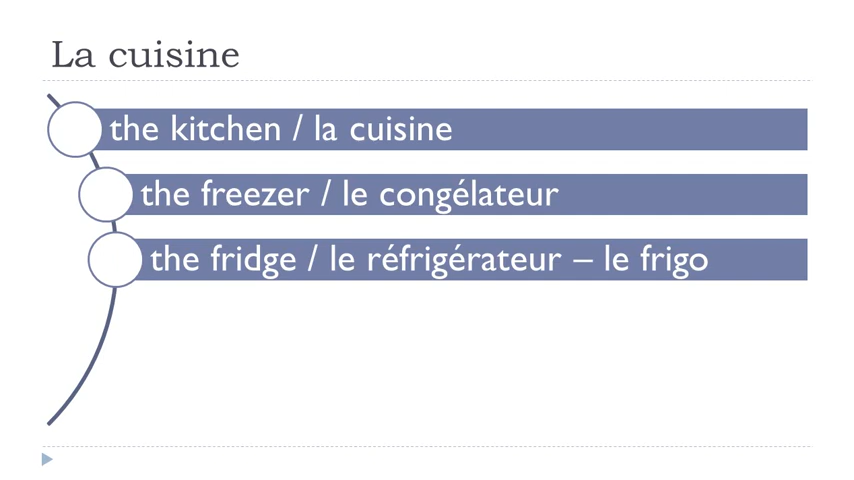 La cuisine
the kitchen / la cuisine
the freezer / le congélateur
the fridge / le réfrigérateur – le frigo